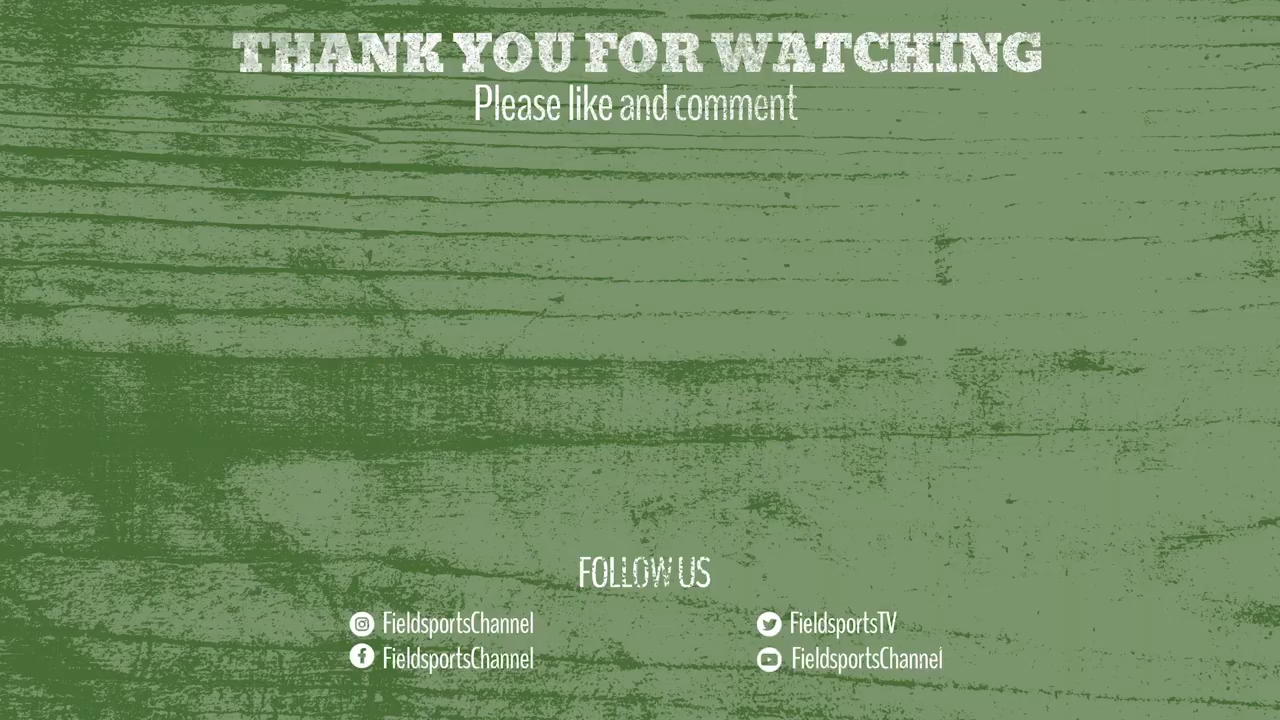 THANK YOU FOR WATCHING
Please like and comment
FOLLOW US
FieldsportsChannel
FieldsportsTV
FieldsportsChannel
FieldsportsChannel